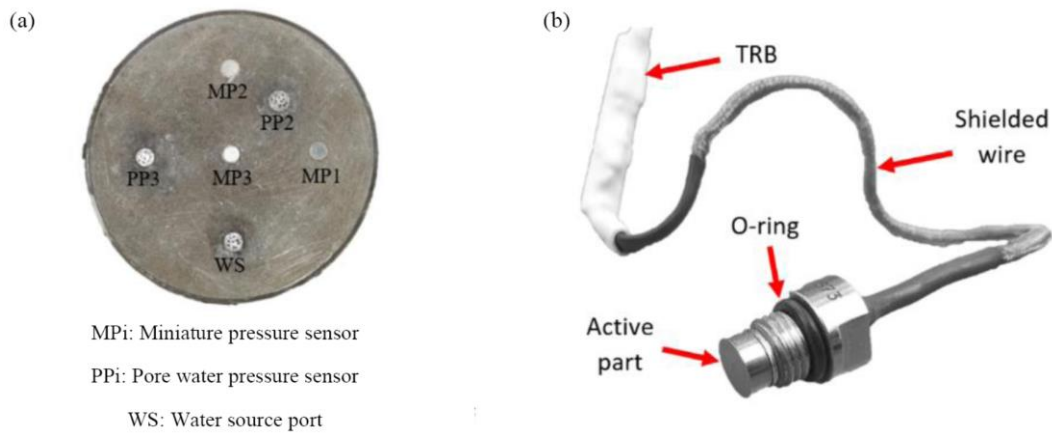 (a)
MP2
PP2
PP3
MP3
MP1
WS
MPi: Miniature pressure sensor
PPi: Pore water pressure sensor
WS: Water source port
(b)
TRB
Shielded
wire
O-ring
Active
part